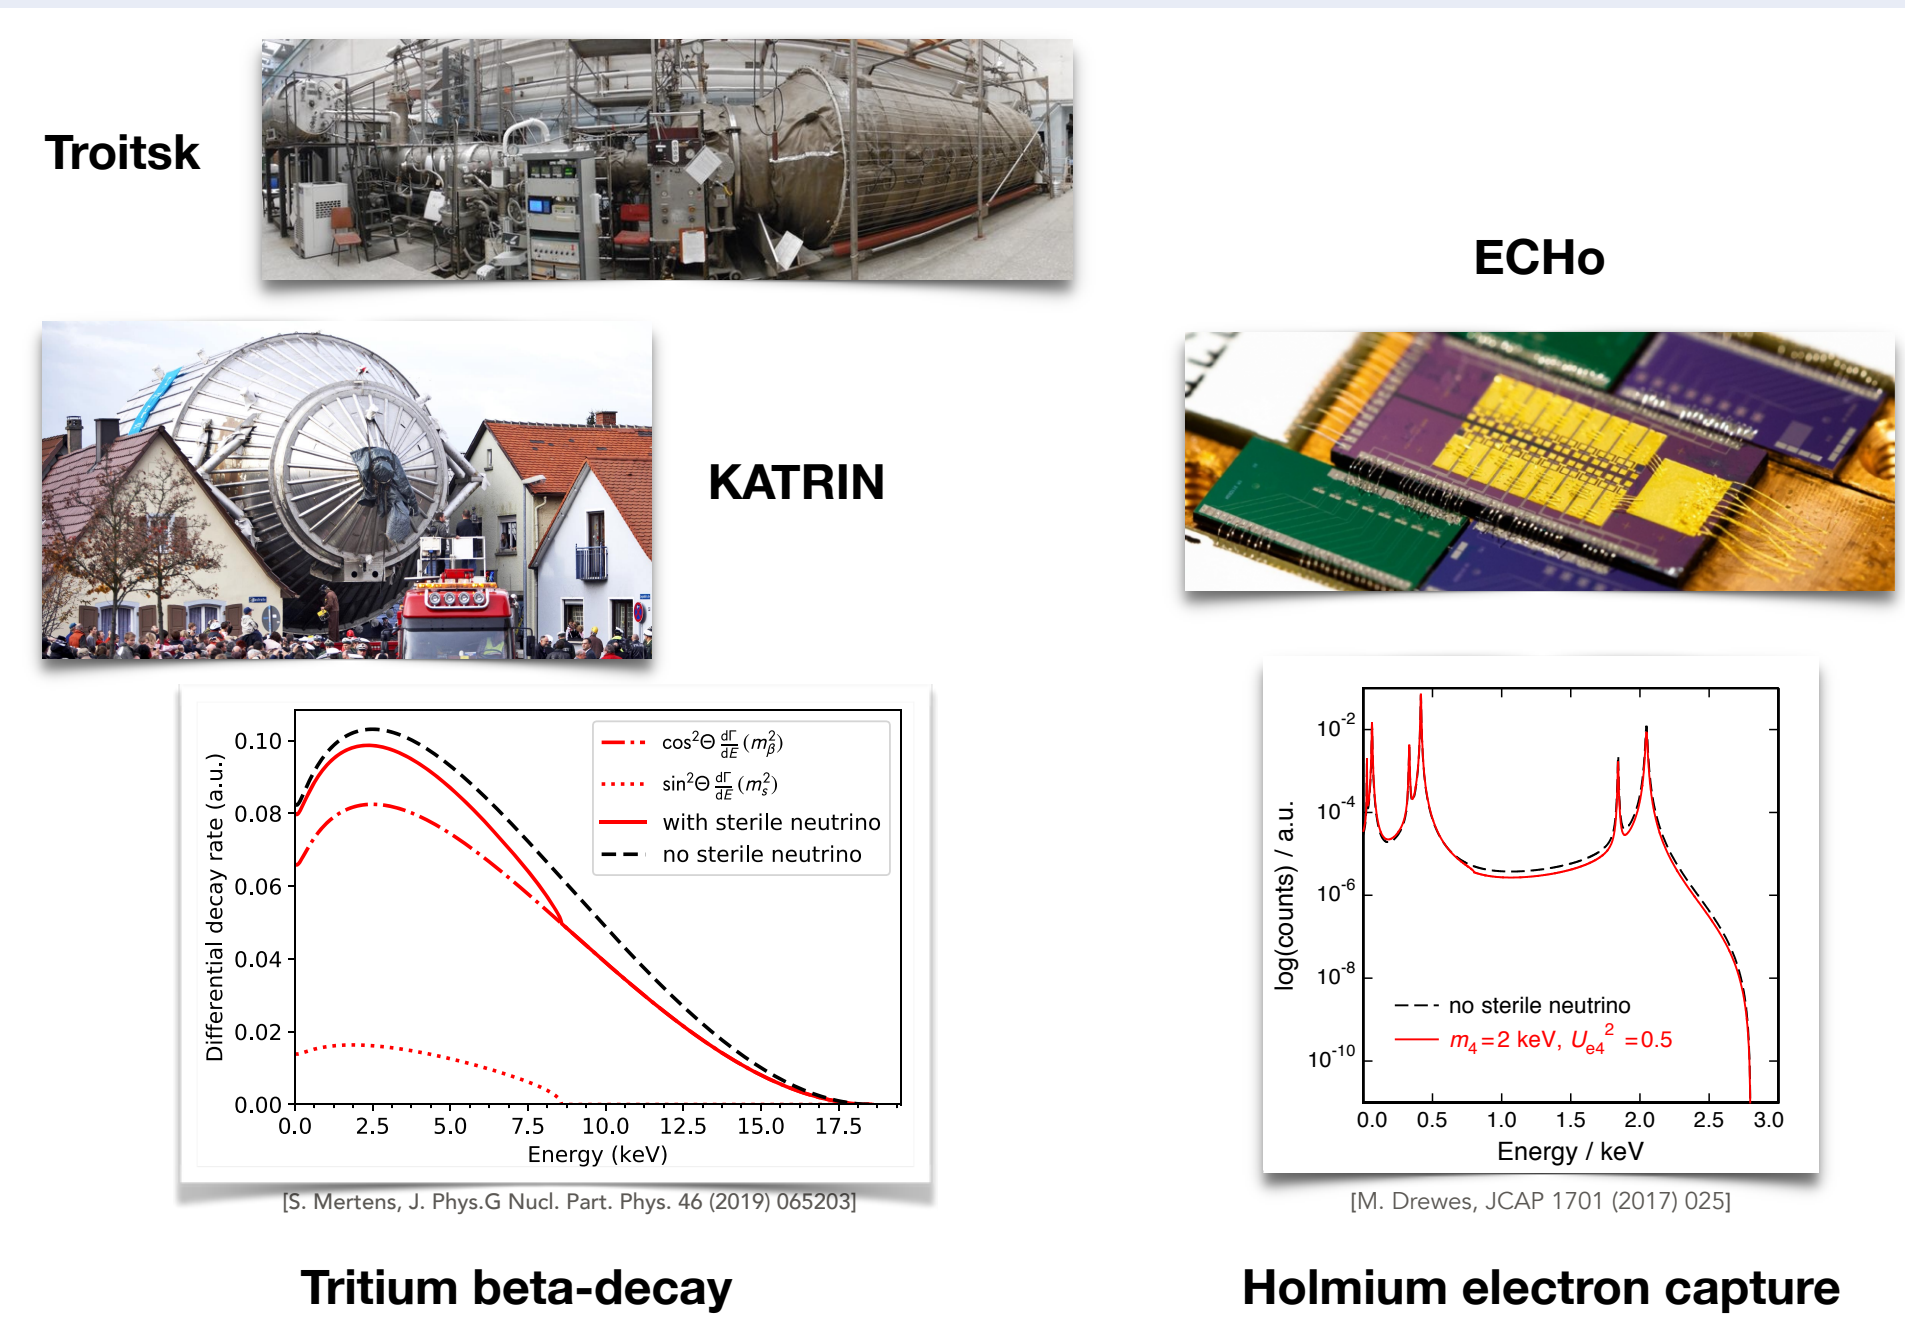 Troitsk
ECHo
KATRIN
0.10
0.08
0.06
0.04
0.02
0.00
Differential decay rate (a.u.)
cos²Θ dΓ/dE (m²β)
sin²Θ dΓ/dE (m²s)
with sterile neutrino
no sterile neutrino
0.0 2.5 5.0 7.5 10.0 12.5 15.0 17.5
Energy (keV)
[S. Mertens, J. Phys.G Nucl. Part. Phys. 46 (2019) 065203]
Tritium beta-decay
10⁻²
10⁻⁴
10⁻⁶
10⁻⁸
10⁻¹⁰
log(counts) / a.u.
no sterile neutrino
m₄=2 keV, Uₑ₄² =0.5
0.0 0.5 1.0 1.5 2.0 2.5 3.0
Energy / keV
[M. Drewes, JCAP 1701 (2017) 025]
Holmium electron capture